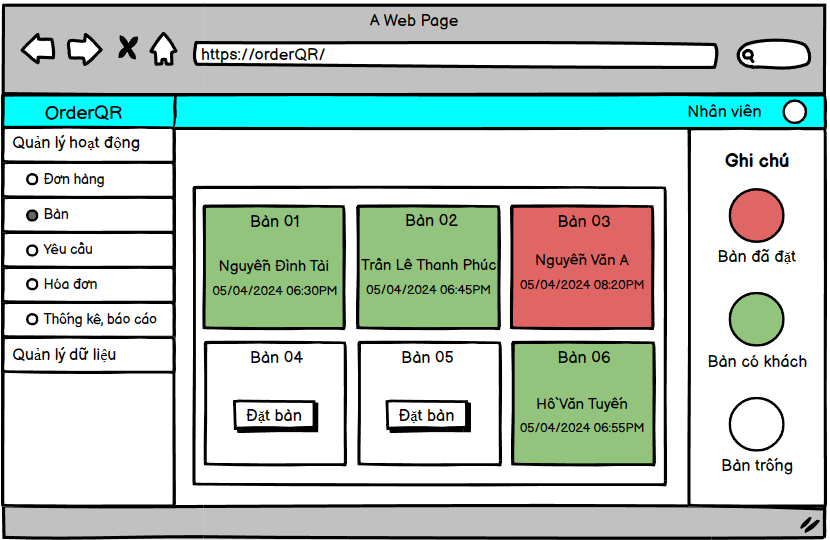 A Web Page
https://orderQR/
OrderQR
Nhân viên
Quản lý hoạt động
Đơn hàng
Bàn
Yêu cầu
Hóa đơn
Thống kê, báo cáo
Quản lý dữ liệu
Bàn 01
Nguyễn Đình Tài
05/04/2024 06:30PM
Bàn 02
Trần Lê Thanh Phúc
05/04/2024 06:45PM
Bàn 03
Nguyễn Văn A
05/04/2024 08:20PM
Bàn 04
Đặt bàn
Bàn 05
Đặt bàn
Bàn 06
Hồ Văn Tuyến
05/04/2024 06:55PM
Ghi chú
Bàn đã đặt
Bàn có khách
Bàn trống